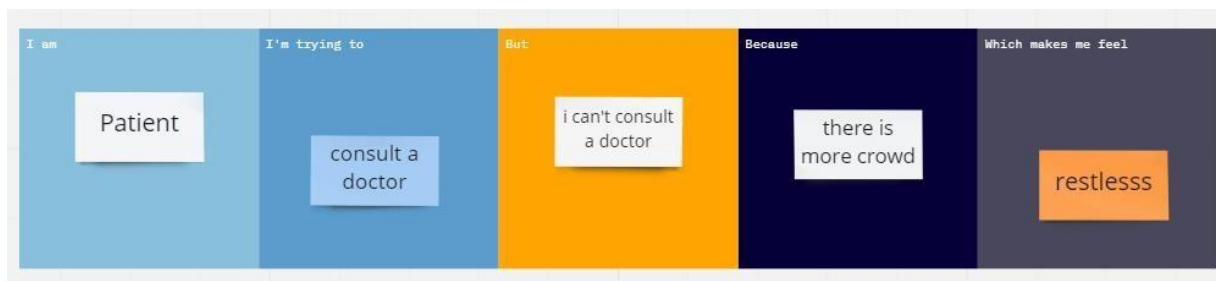 I am
Patient
I'm trying to
consult a
doctor
But
i can't consult
a doctor
Because
there is
more crowd
Which makes me feel
restlesss